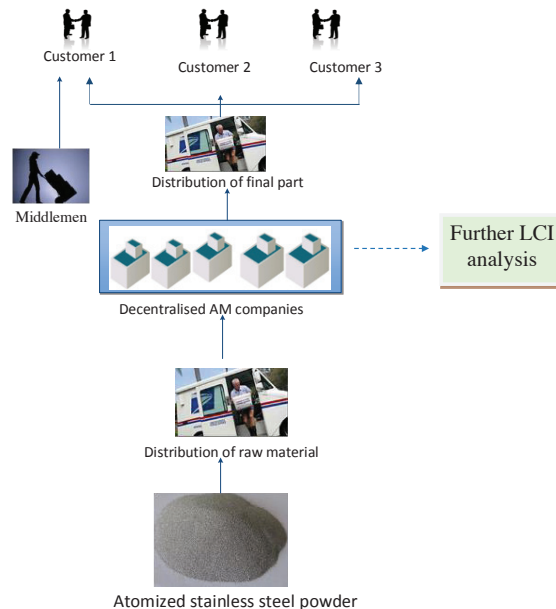 Customer 1
Customer 2
Customer 3
Distribution of final part
Middlemen
Further LCI
analysis
Decentralised AM companies
Distribution of raw material
Atomized stainless steel powder